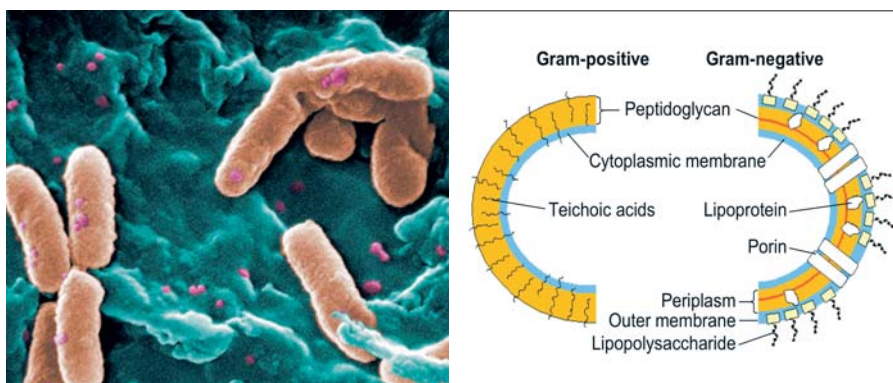 Gram-positive
Gram-negative
Peptidoglycan
Cytoplasmic membrane
Teichoic acids
Lipoprotein
Porin
Periplasm
Outer membrane
Lipopolysaccharide